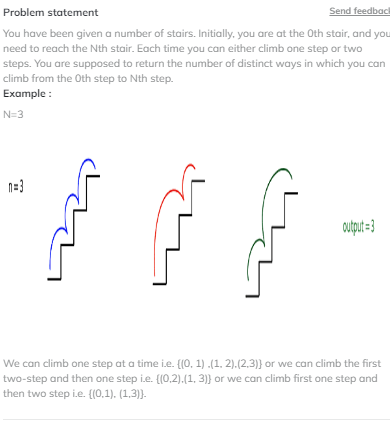 Problem statement
Send feedback
You have been given a number of stairs. Initially, you are at the 0th stair, and you
need to reach the Nth stair. Each time you can either climb one step or two
steps. You are supposed to return the number of distinct ways in which you can
climb from the 0th step to Nth step.
Example :
N=3
n=3
output = 3
We can climb one step at a time i.e. {(0, 1) ,(1, 2),(2,3)} or we can climb the first
two-step and then one step i.e. {(0,2),(1, 3)} or we can climb first one step and
then two step i.e. {(0,1), (1,3)}.